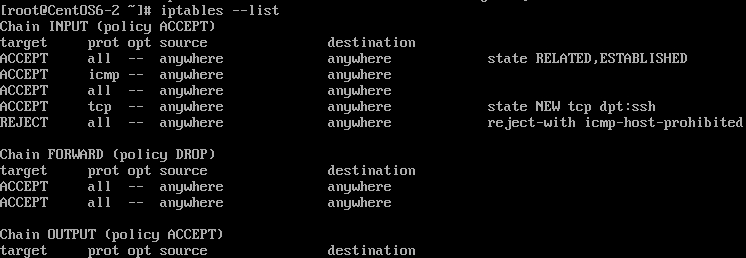 [root@CentOS6-2 ~]# iptables --list
Chain INPUT (policy ACCEPT)
target     prot opt source               destination
ACCEPT     all  --  anywhere             anywhere            state RELATED,ESTABLISHED
ACCEPT     icmp --  anywhere             anywhere
ACCEPT     all  --  anywhere             anywhere
ACCEPT     tcp  --  anywhere             anywhere            state NEW tcp dpt:ssh
REJECT     all  --  anywhere             anywhere            reject-with icmp-host-prohibited
Chain FORWARD (policy DROP)
target     prot opt source               destination
ACCEPT     all  --  anywhere             anywhere
ACCEPT     all  --  anywhere             anywhere
Chain OUTPUT (policy ACCEPT)
target     prot opt source               destination